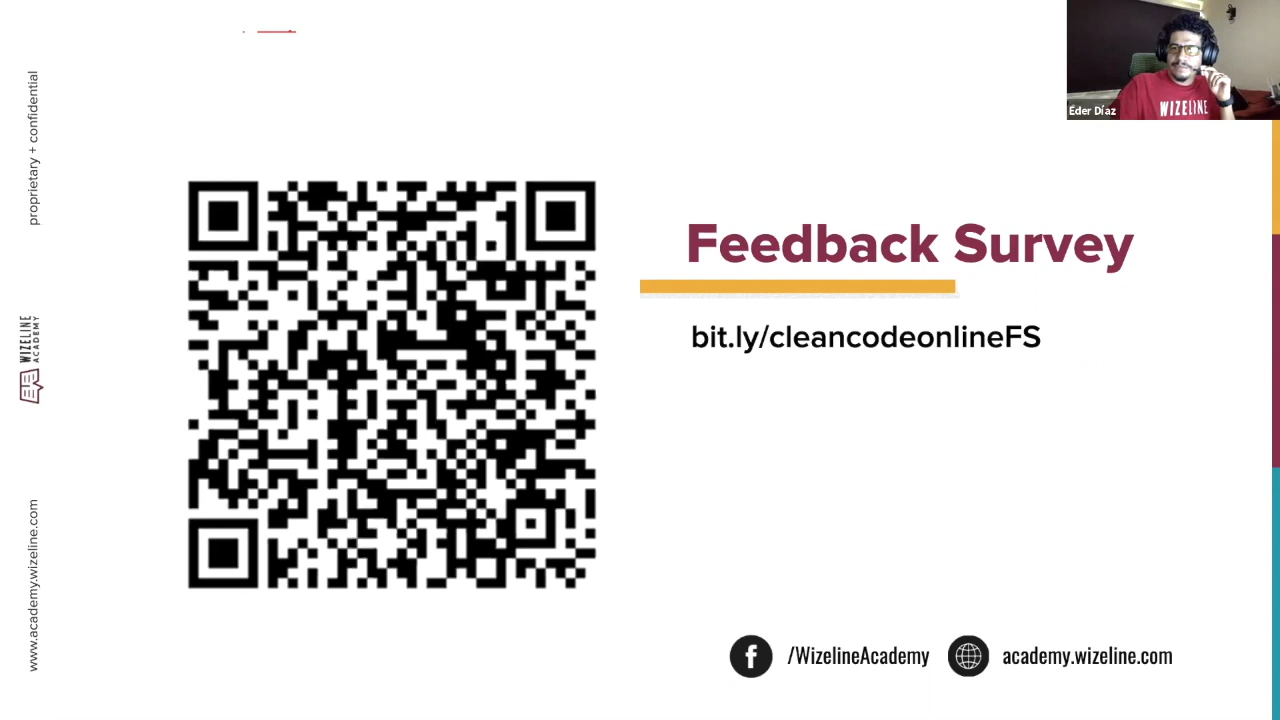 proprietary + confidential
WIZELINE
ACADEMY
www.academy.wizeline.com
WIZELINE
Eder Díaz
Feedback Survey
bit.ly/cleancodeonlineFS
/WizelineAcademy
academy.wizeline.com